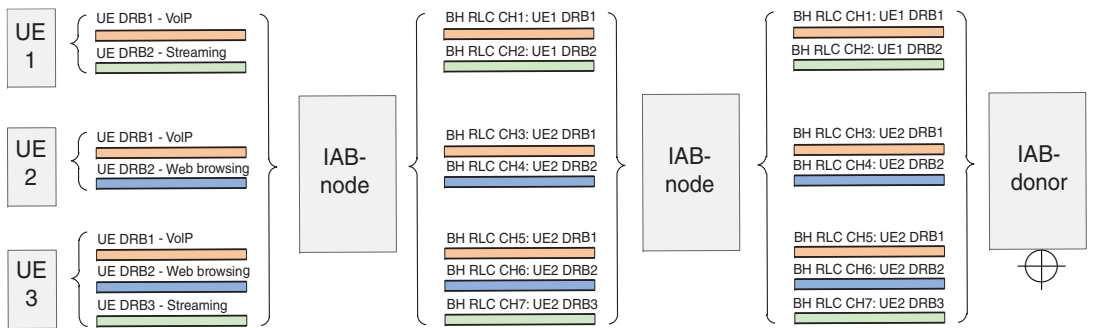 UE 1
UE DRB1 - VoIP
UE DRB2 - Streaming
UE 2
UE DRB1 - VoIP
UE DRB2 - Web browsing
UE 3
UE DRB1 - VoIP
UE DRB2 - Web browsing
UE DRB3 - Streaming
IAB-
node
BH RLC CH1: UE1 DRB1
BH RLC CH2: UE1 DRB2
BH RLC CH3: UE2 DRB1
BH RLC CH4: UE2 DRB2
BH RLC CH5: UE2 DRB1
BH RLC CH6: UE2 DRB2
BH RLC CH7: UE2 DRB3
IAB-
node
BH RLC CH1: UE1 DRB1
BH RLC CH2: UE1 DRB2
BH RLC CH3: UE2 DRB1
BH RLC CH4: UE2 DRB2
BH RLC CH5: UE2 DRB1
BH RLC CH6: UE2 DRB2
BH RLC CH7: UE2 DRB3
IAB-
donor